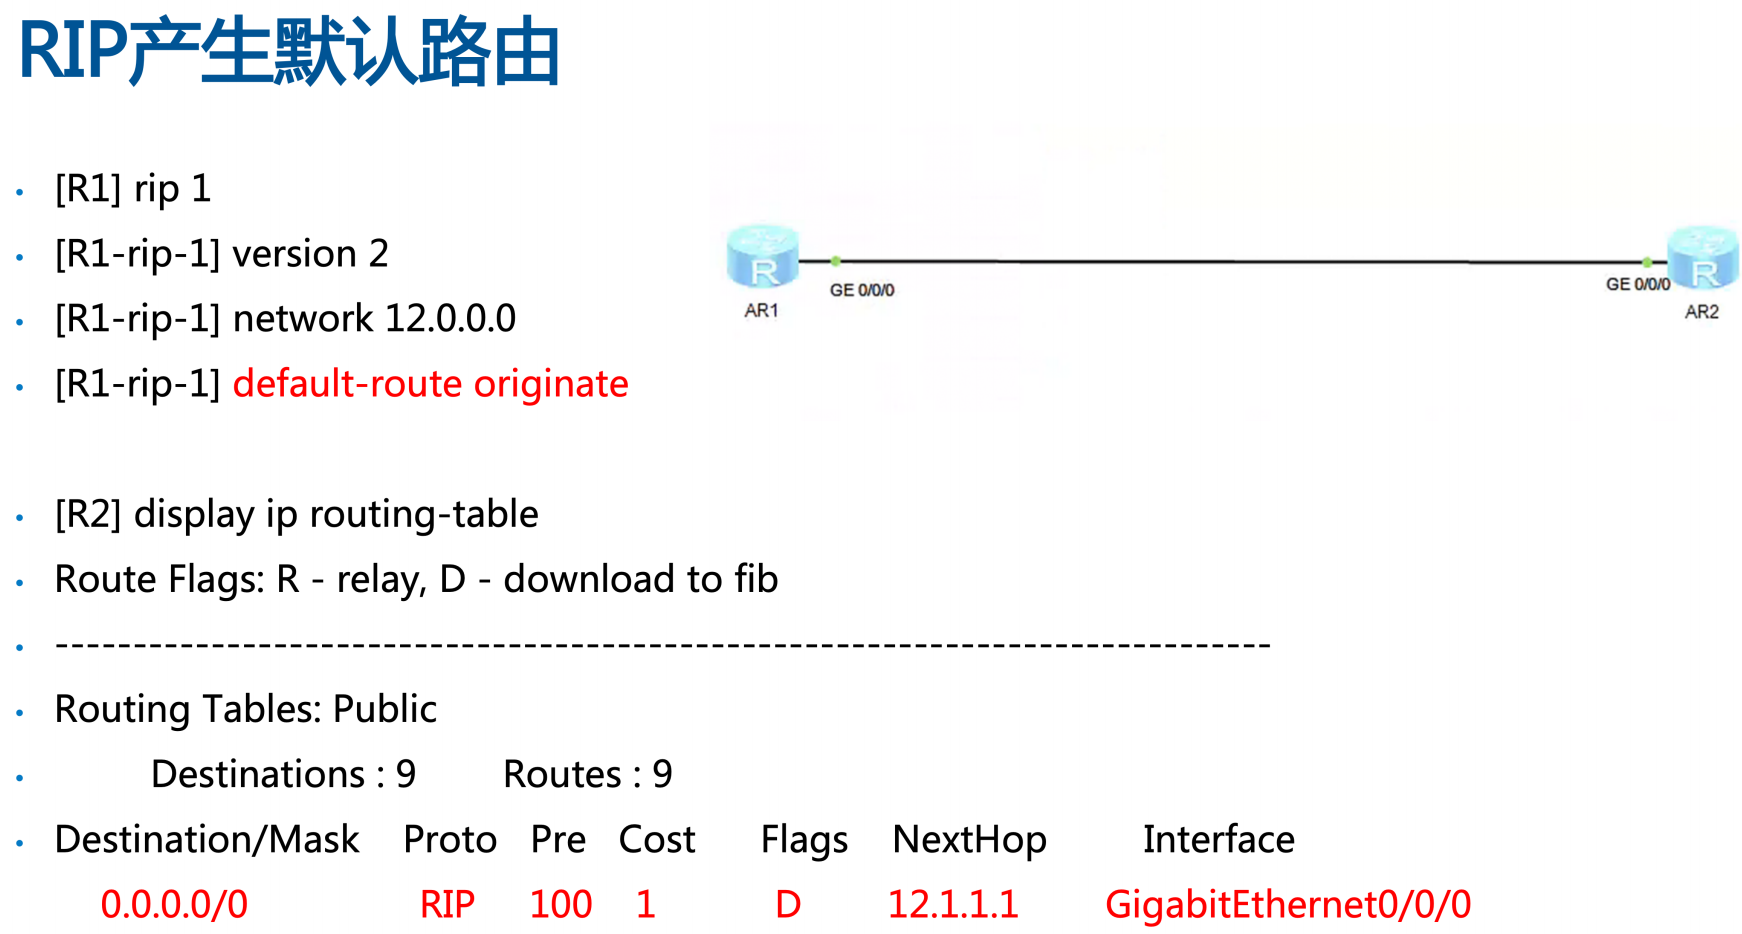 RIP产生默认路由
[R1] rip 1
[R1-rip-1] version 2
[R1-rip-1] network 12.0.0.0
[R1-rip-1] default-route originate
R
GE 0/0/0
AR1
GE 0/0/0
R
AR2
[R2] display ip routing-table
Route Flags: R - relay, D - download to fib
------------------------------------------------------------------------------
Routing Tables: Public
Destinations : 9 Routes : 9
Destination/Mask Proto Pre Cost Flags NextHop Interface
0.0.0.0/0 RIP 100 1 D 12.1.1.1 GigabitEthernet0/0/0